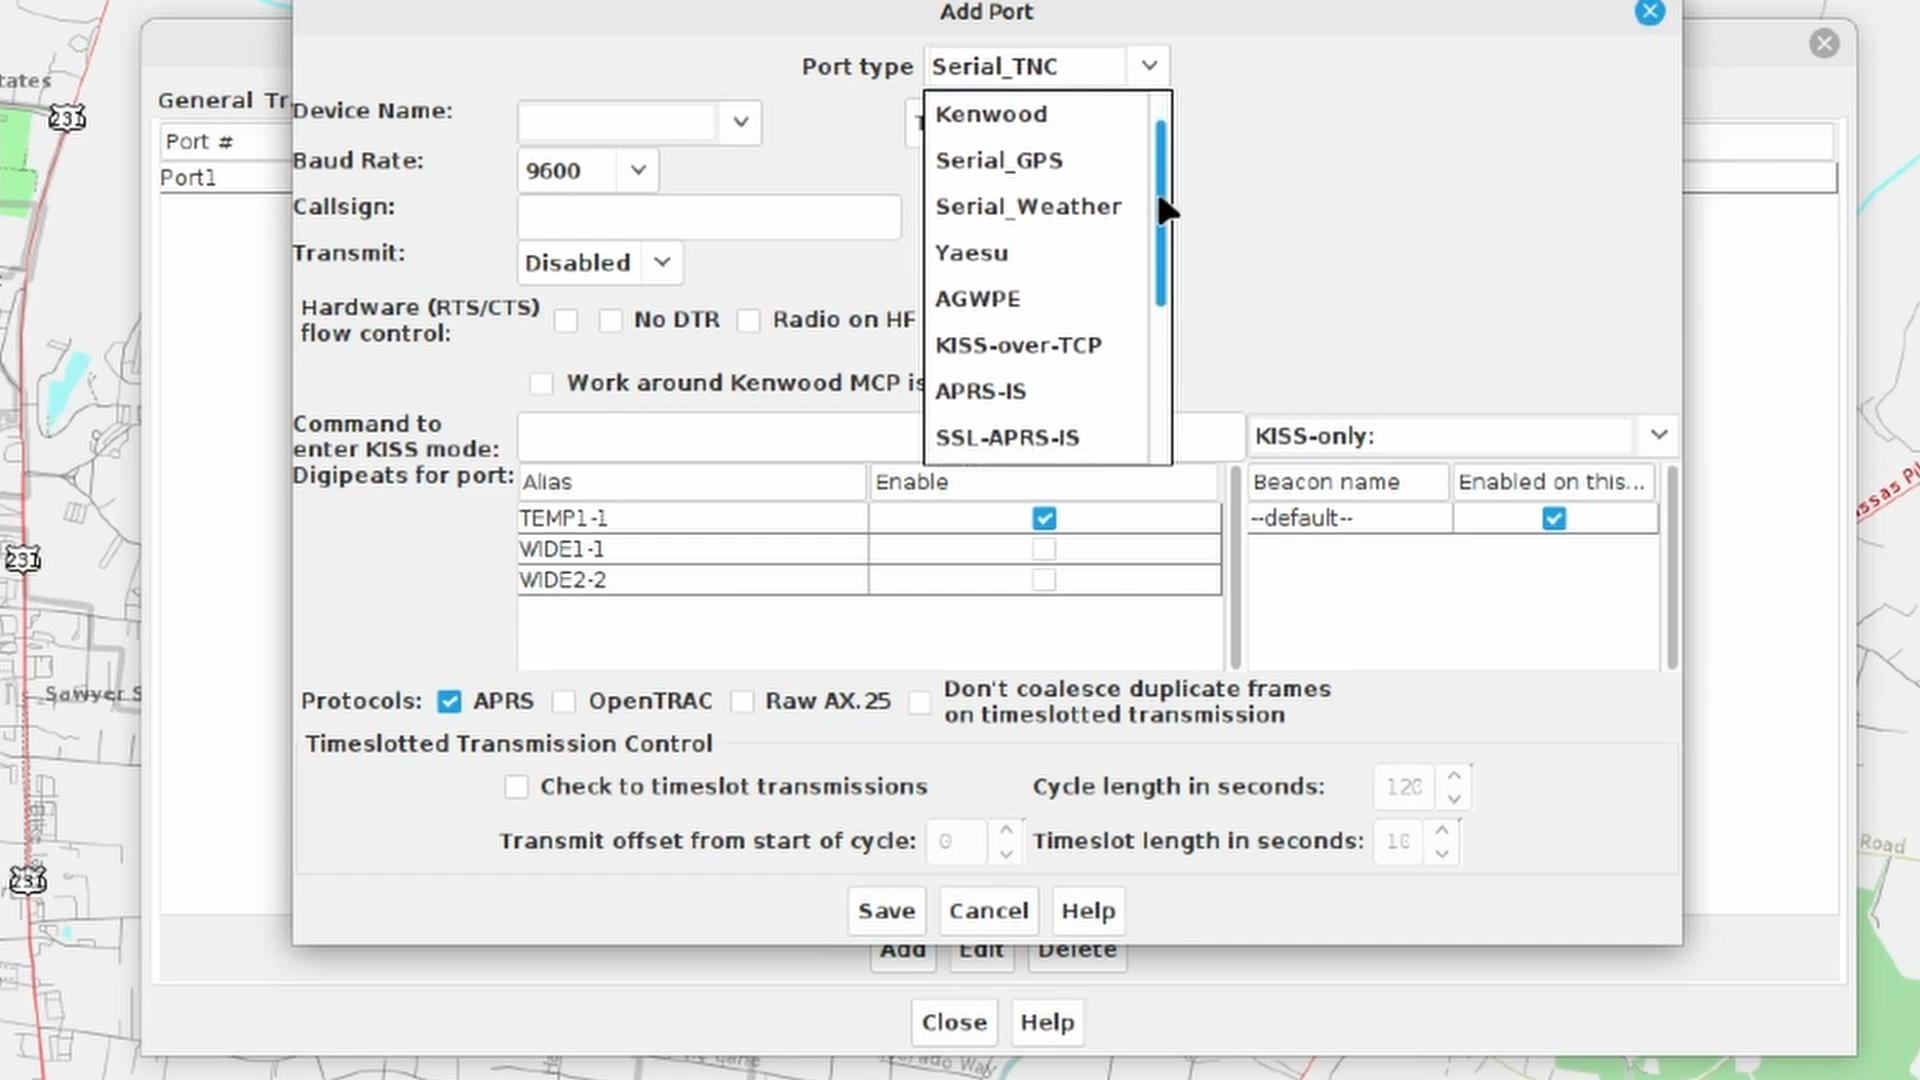 Add Port
Port type Serial_TNC
Kenwood
Serial_GPS
Serial_Weather
Yaesu
AGWPE
KISS-over-TCP
APRS-IS
SSL-APRS-IS
tates
231
General Tr
Port #
Port1
Device Name:
Baud Rate: 9600
Callsign:
Transmit: Disabled
Hardware (RTS/CTS)
flow control:
No DTR
Radio on HF
Work around Kenwood MCP is
Command to
enter KISS mode:
KISS-only:
Digipeats for port:
Alias Enable
TEMP1-1
WIDE1-1
WIDE2-2
Beacon name Enabled on this...
--default--
231
ssas Pi
Sawyer S
Protocols: APRS OpenTRAC Raw AX.25
Don't coalesce duplicate frames
on timeslotted transmission
Timeslotted Transmission Control
Check to timeslot transmissions
Cycle length in seconds: 120
Transmit offset from start of cycle: 0
Timeslot length in seconds: 10
Road
231
Save Cancel Help
Add Edit Delete
Close Help